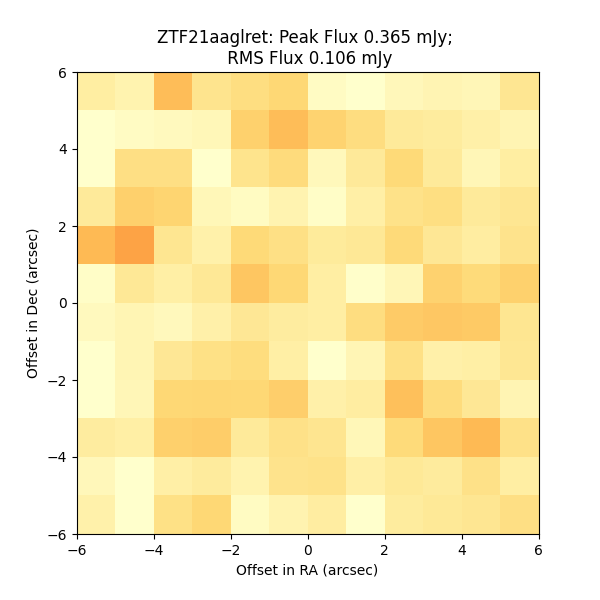 ZTF21aaglret: Peak Flux 0.365 mJy;
RMS Flux 0.106 mJy
6
4
2
0
−2
−4
−6
Offset in Dec (arcsec)
−6 −4 −2 0 2 4 6
Offset in RA (arcsec)